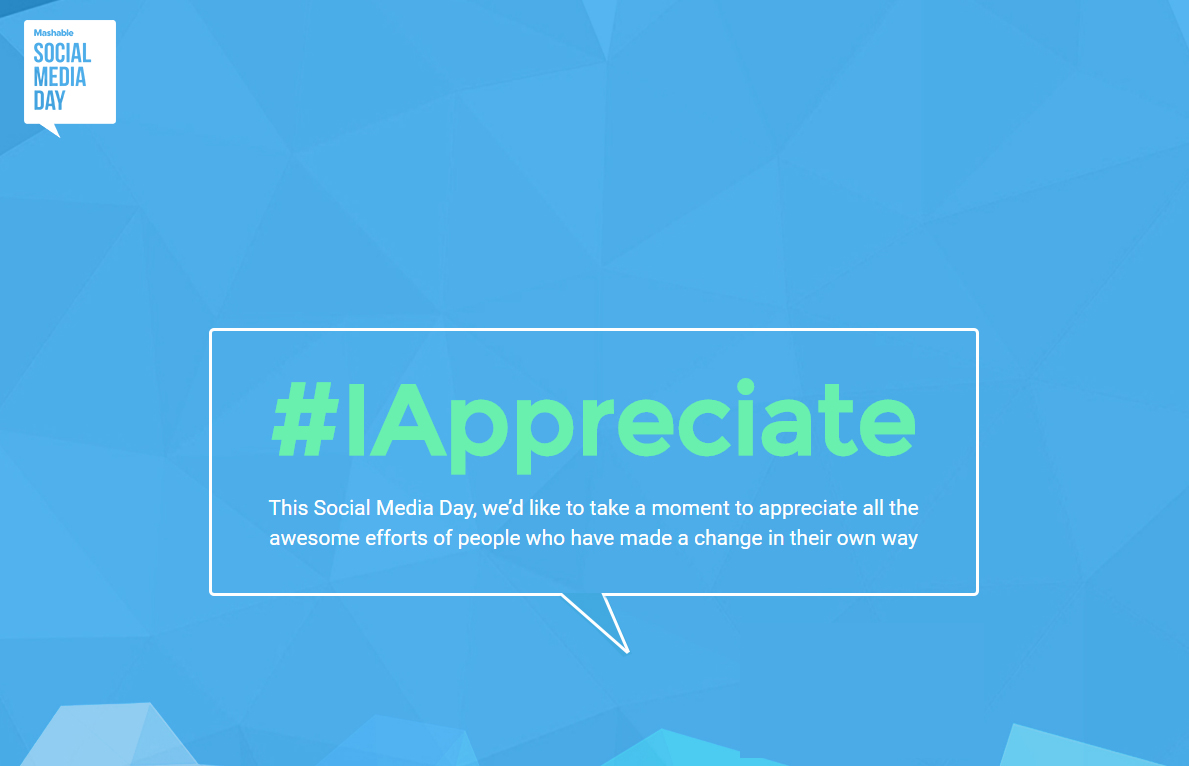 Mashable
SOCIAL
MEDIA
DAY
#IAppreciate
This Social Media Day, we’d like to take a moment to appreciate all the
awesome efforts of people who have made a change in their own way